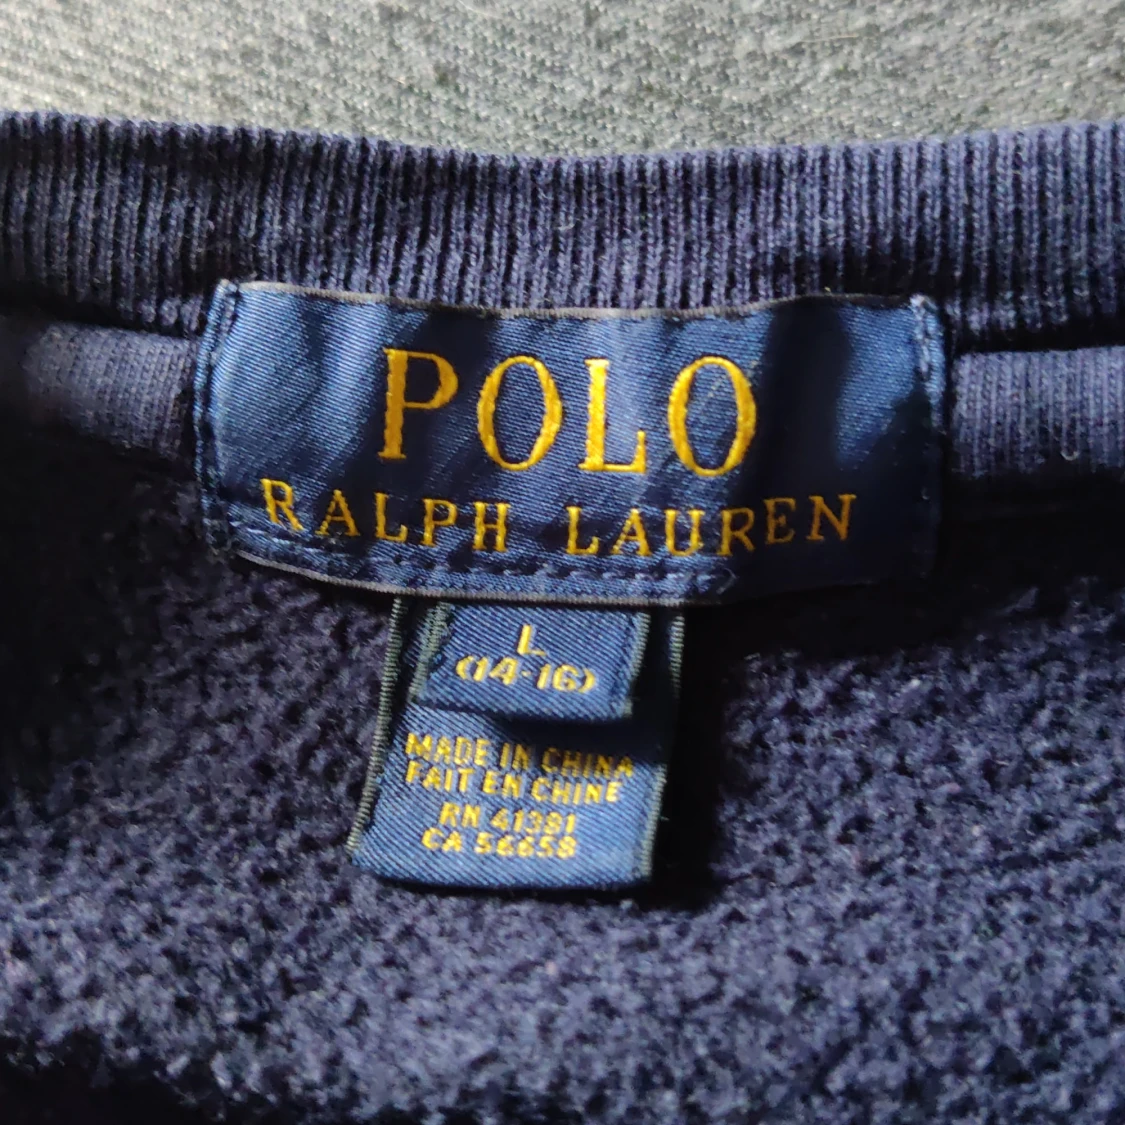 POLO
RALPH LAUREN
L
(14-16)
MADE IN CHINA
FAIT EN CHINE
RN 41381
CA 56658